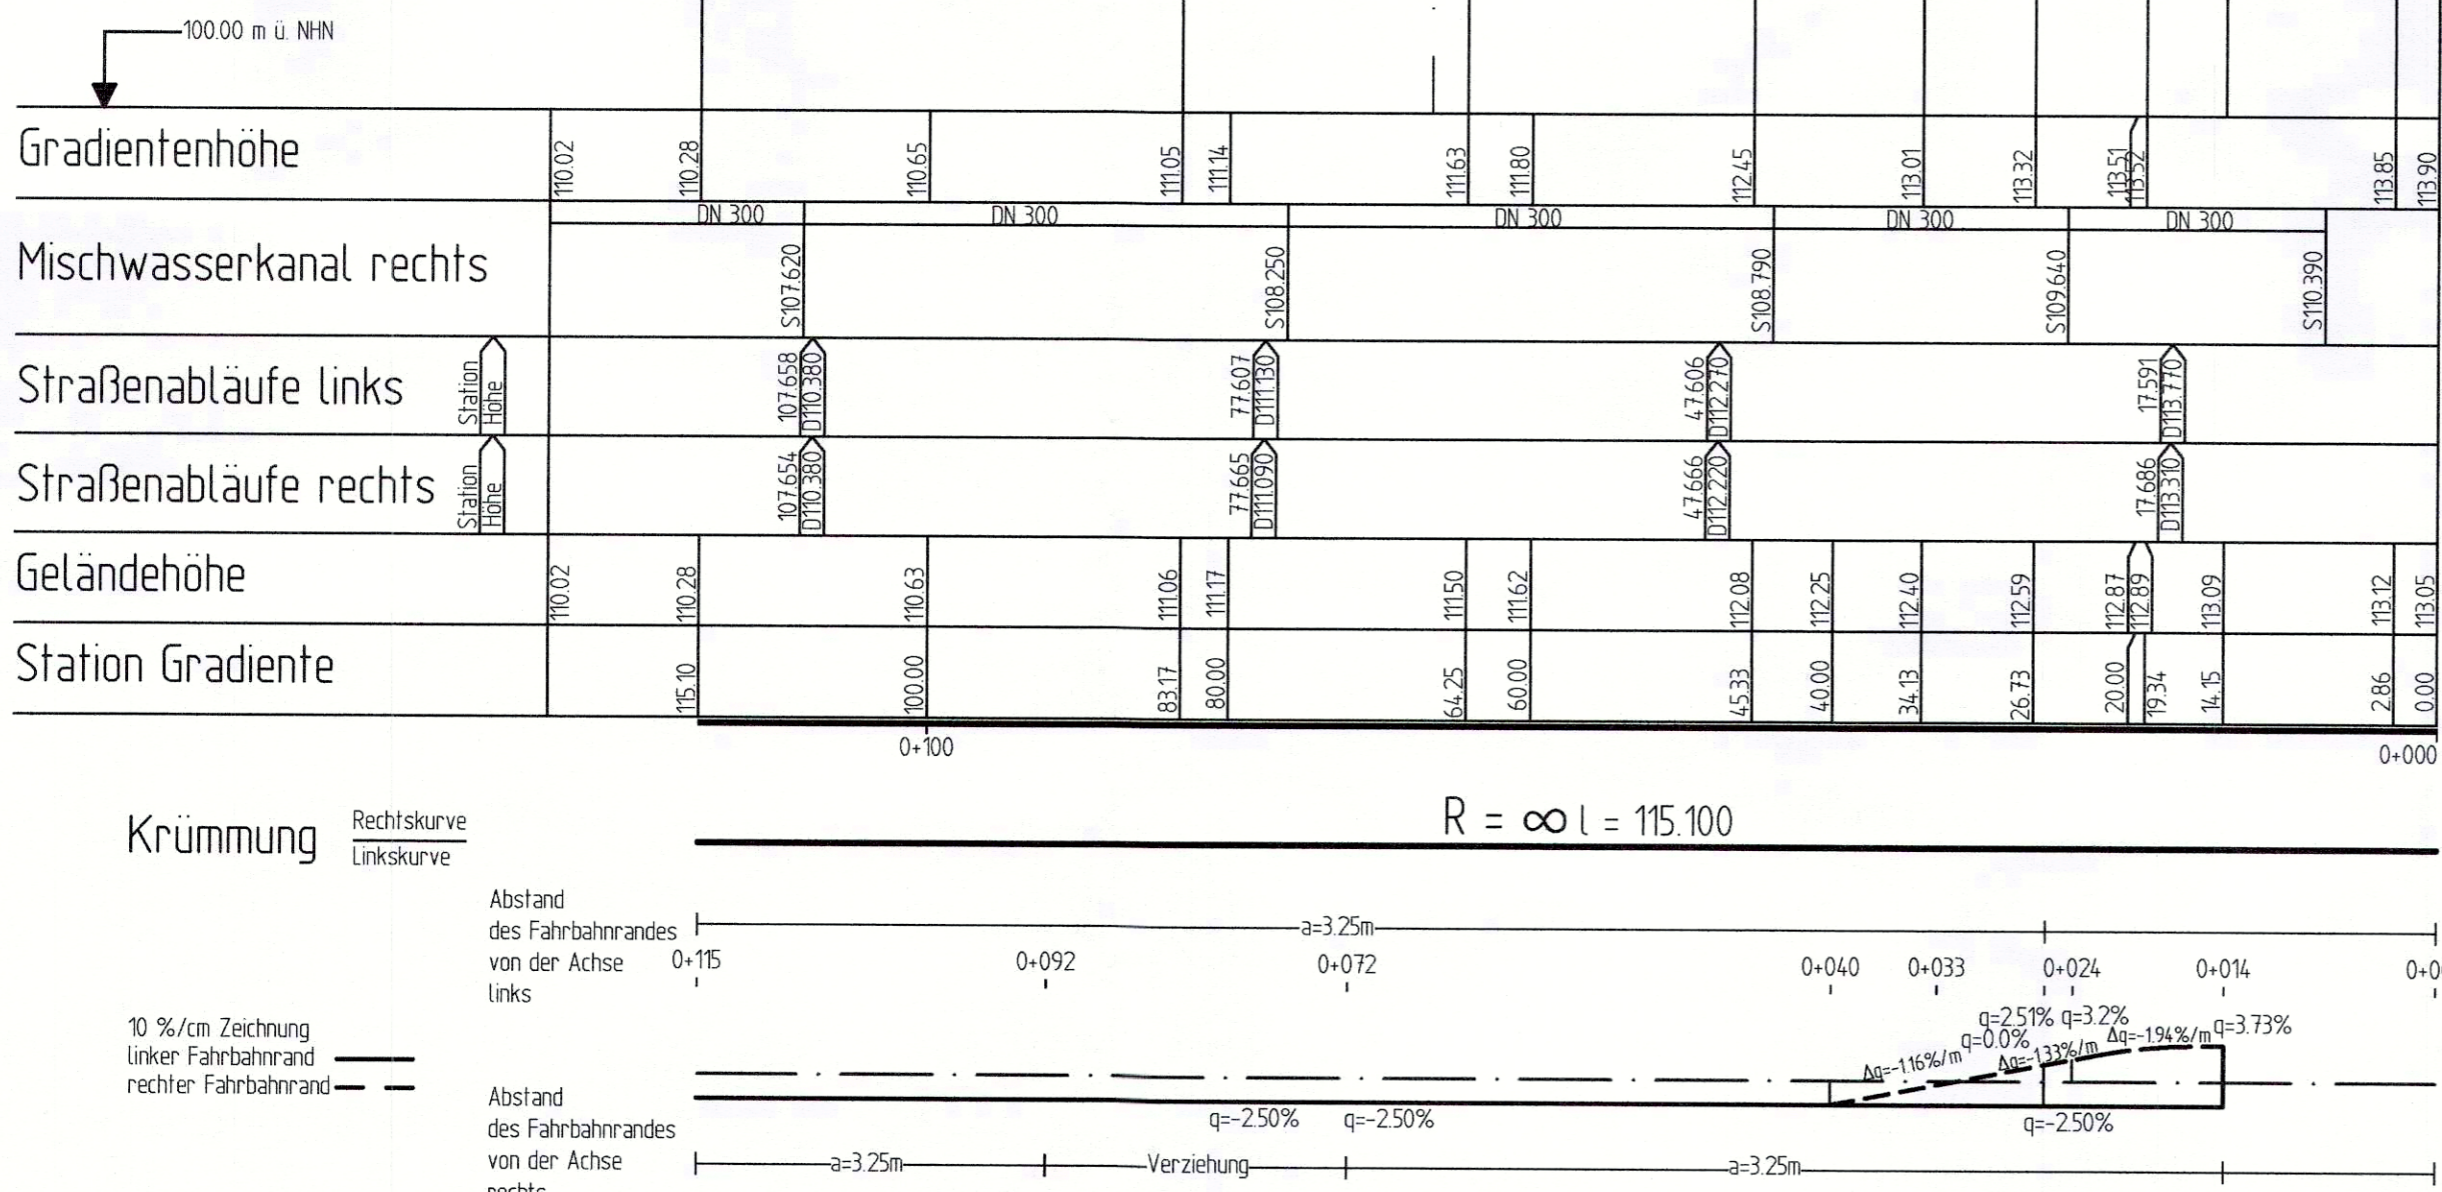 100.00 m ü. NHN
Gradientenhöhe 110.02 110.28 110.65 111.05 111.14 111.63 111.80 112.45 113.01 113.32 113.51 113.52 113.85 113.90
DN 300 DN 300 DN 300 DN 300 DN 300
Mischwasserkanal rechts S107.620 S108.250 S108.790 S109.640 S110.390
Straßenabläufe links Station Höhe 107.658 D110.380 77.607 D111.130 47.606 D112.270 17.591 D113.770
Straßenabläufe rechts Station Höhe 107.654 D110.380 77.665 D111.090 47.666 D112.220 17.686 D113.310
Geländehöhe 110.02 110.28 110.63 111.06 111.17 111.50 111.62 112.08 112.25 112.40 112.59 112.87 112.89 113.09 113.12 113.05
Station Gradiente 115.10 100.00 83.17 80.00 64.25 60.00 45.33 40.00 34.13 26.73 20.00 19.34 14.15 2.86 0.00
0+100 0+000
Krümmung Rechtskurve
Linkskurve
R = ∞ l = 115.100
Abstand
des Fahrbahnrandes a=3.25m
von der Achse 0+115 0+092 0+072 0+040 0+033 0+024 0+014 0+0
links
10 %/cm Zeichnung
linker Fahrbahnrand
rechter Fahrbahnrand
q=2.51% q=3.2% q=3.73%
q=0.0%
Δq=-1.16%/m Δq=-1.33%/m Δq=-1.94%/m
q=-2.50% q=-2.50% q=-2.50%
Abstand
des Fahrbahnrandes
von der Achse a=3.25m Verziehung a=3.25m
rechts